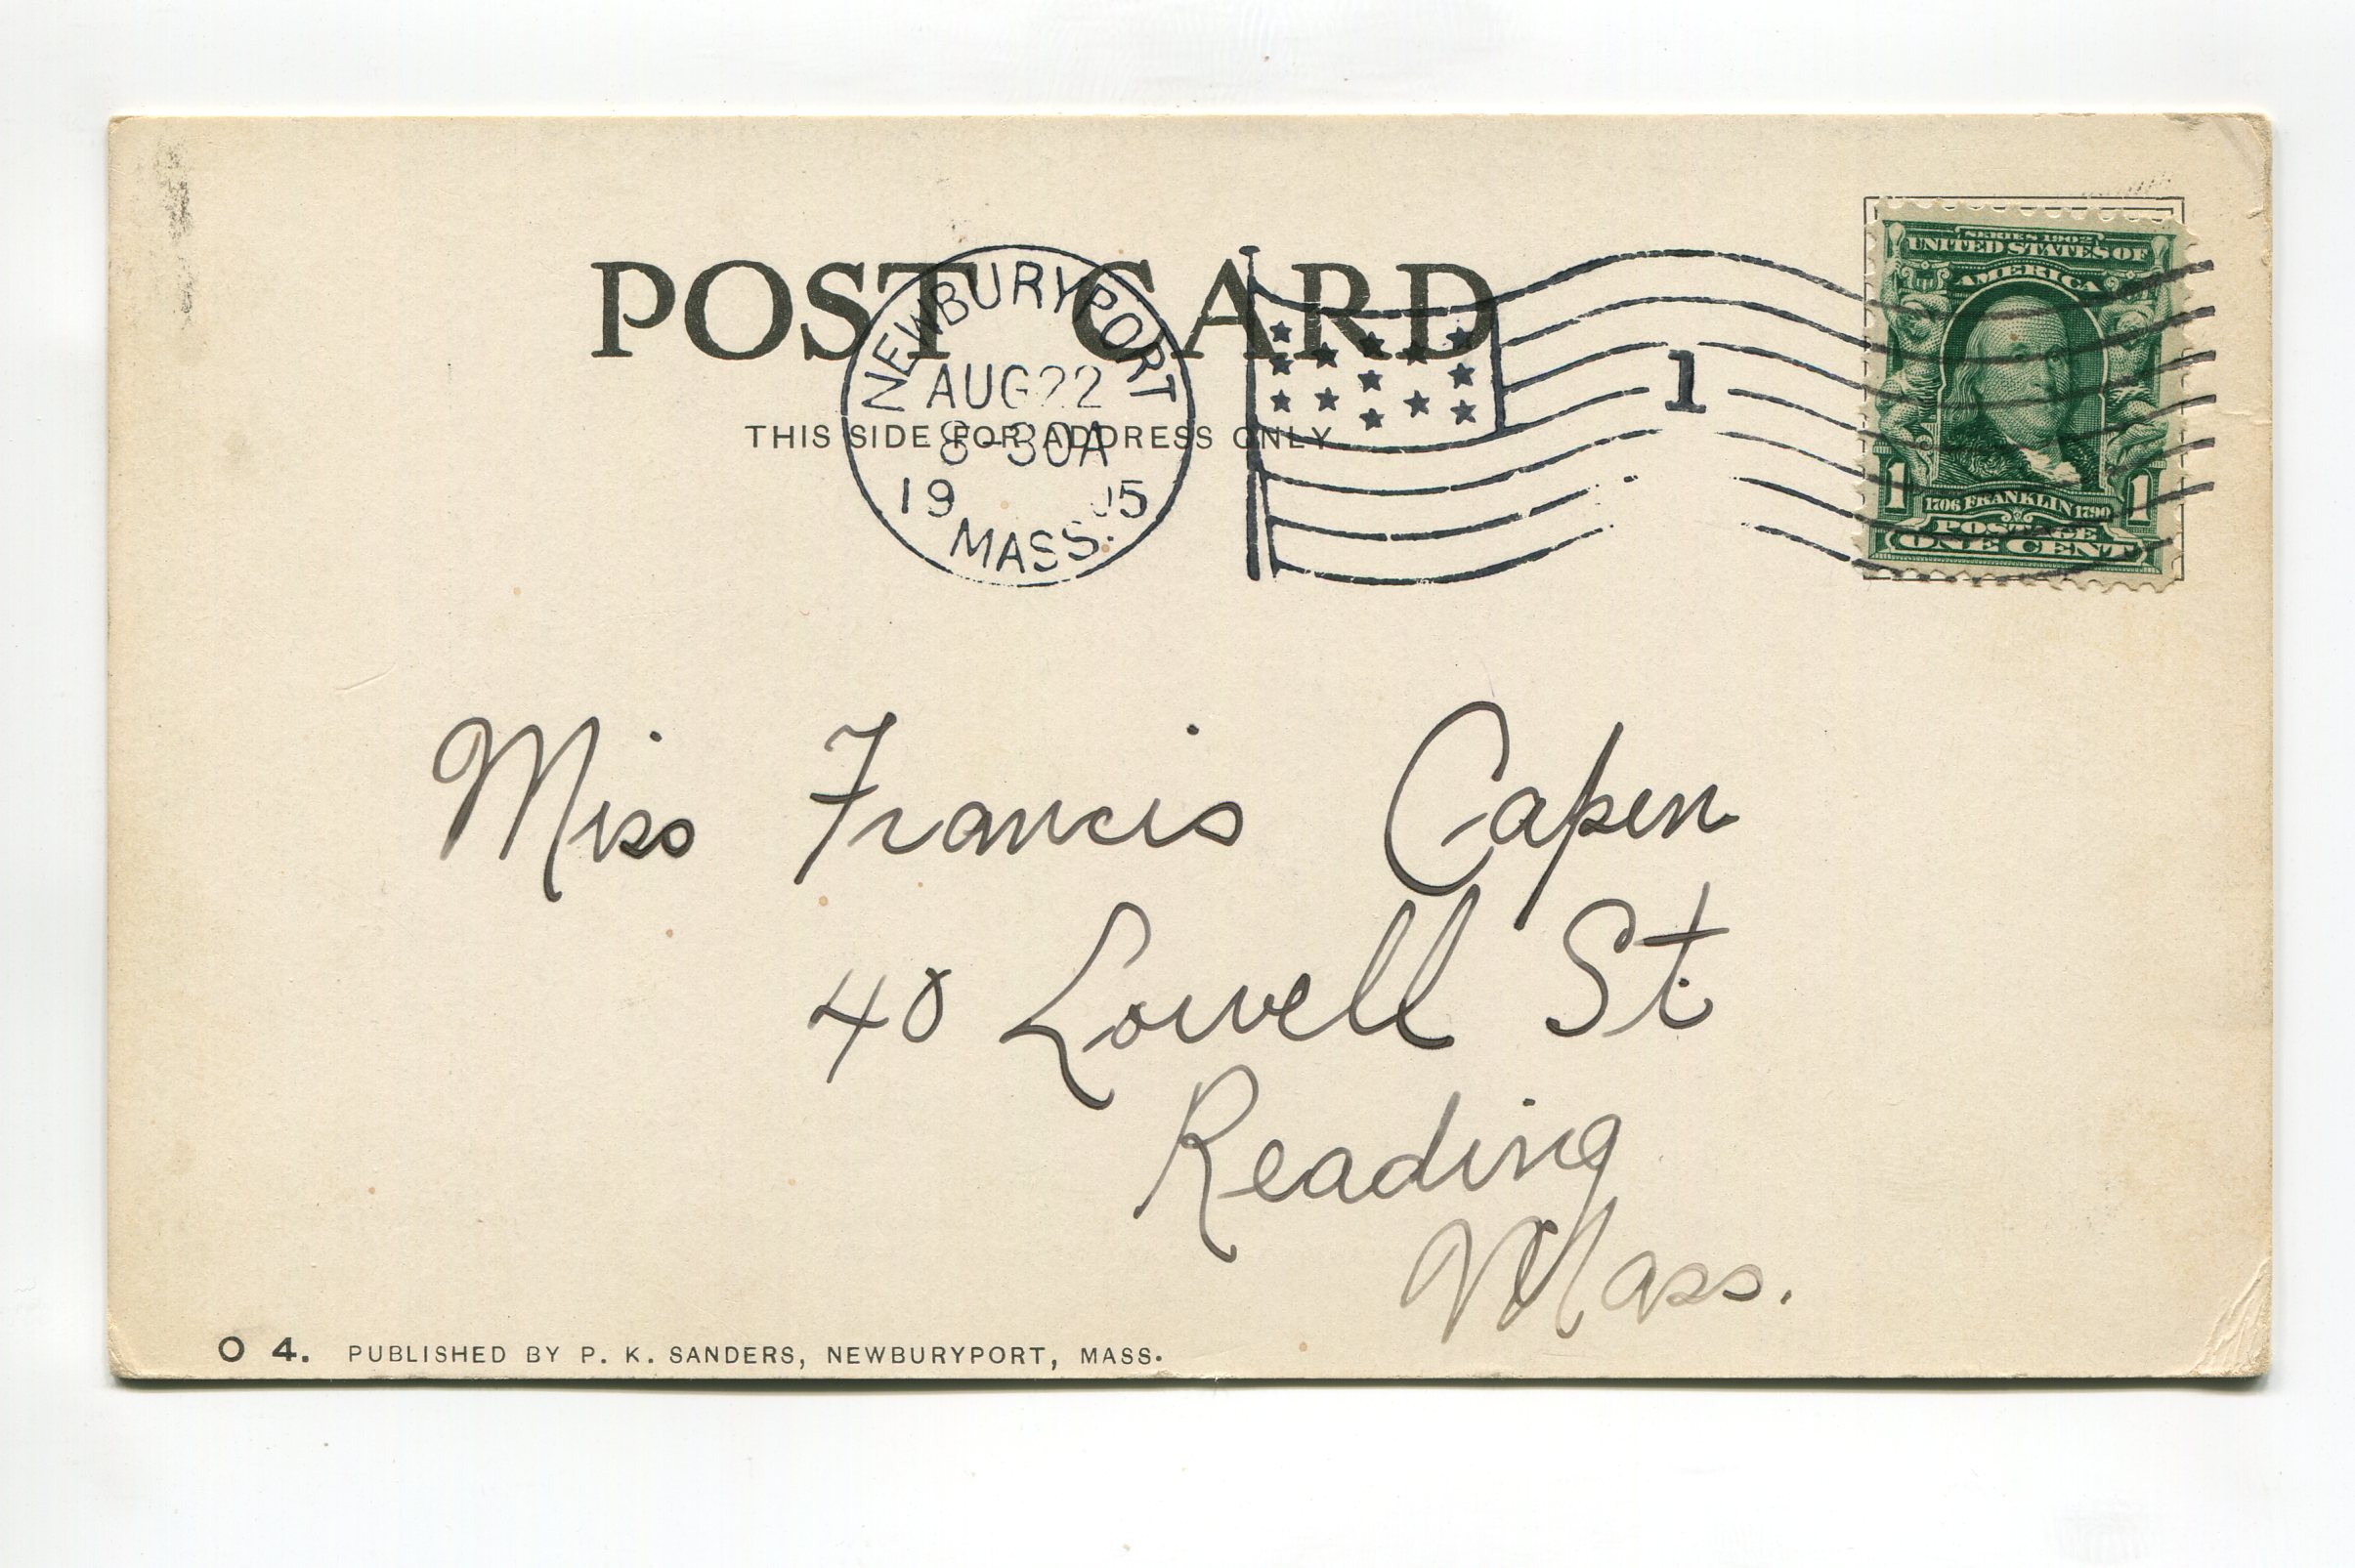 POST CARD
THIS SIDE FOR ADDRESS ONLY
NEWBURYPORT
AUG 22
8-30A
19 05
MASS.
1
SERIES 1902
UNITED STATES OF
AMERICA
1 1706 FRANKLIN 1790 1
POSTAGE
ONE CENT
Miss Francis Capen
40 Lowell St
Reading
Mass.
O 4. PUBLISHED BY P. K. SANDERS, NEWBURYPORT, MASS.